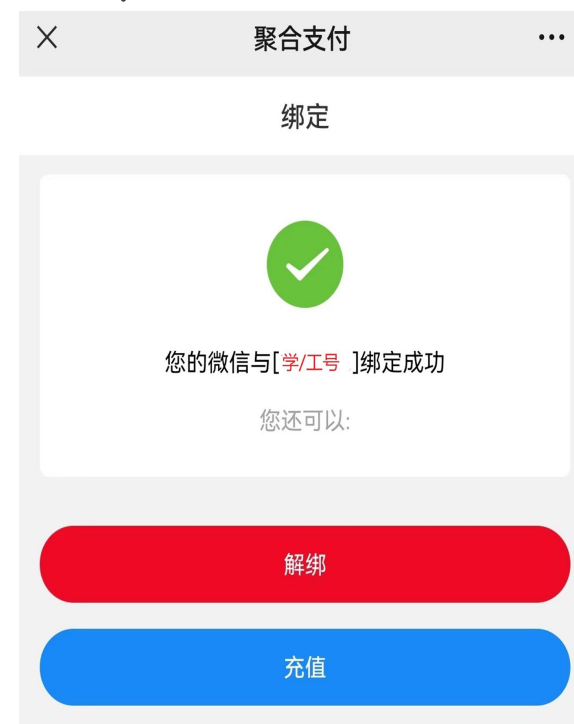 聚合支付
绑定
您的微信与[学/工号 ]绑定成功
您还可以:
解绑
充值